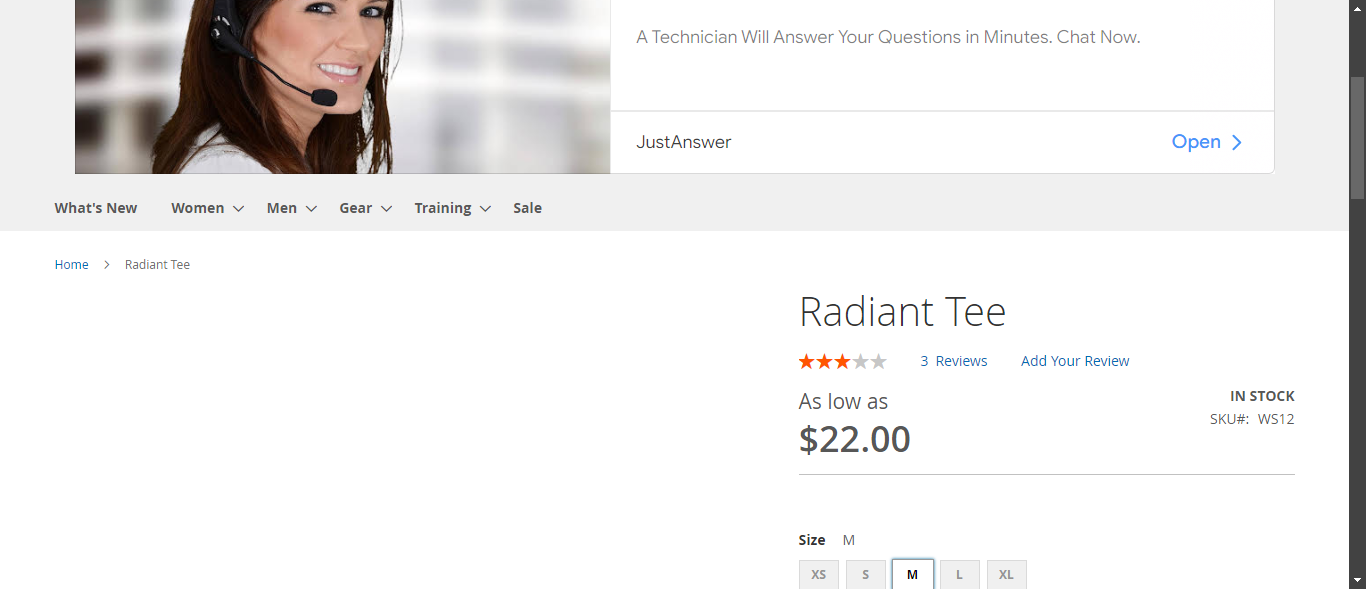 A Technician Will Answer Your Questions in Minutes. Chat Now.
JustAnswer
Open
What's New Women Men Gear Training Sale
Home Radiant Tee
Radiant Tee
3 Reviews Add Your Review
As low as
$22.00
IN STOCK
SKU#: WS12
Size M
XS S M L XL